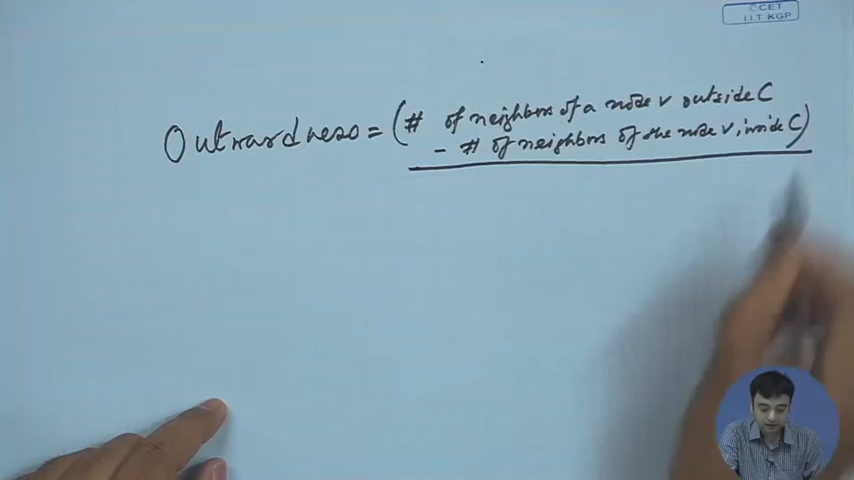 CCET
I.I.T. KGP
Outwardness = ( # of neighbors of a node v outside C
- # of neighbors of the node v, inside C )